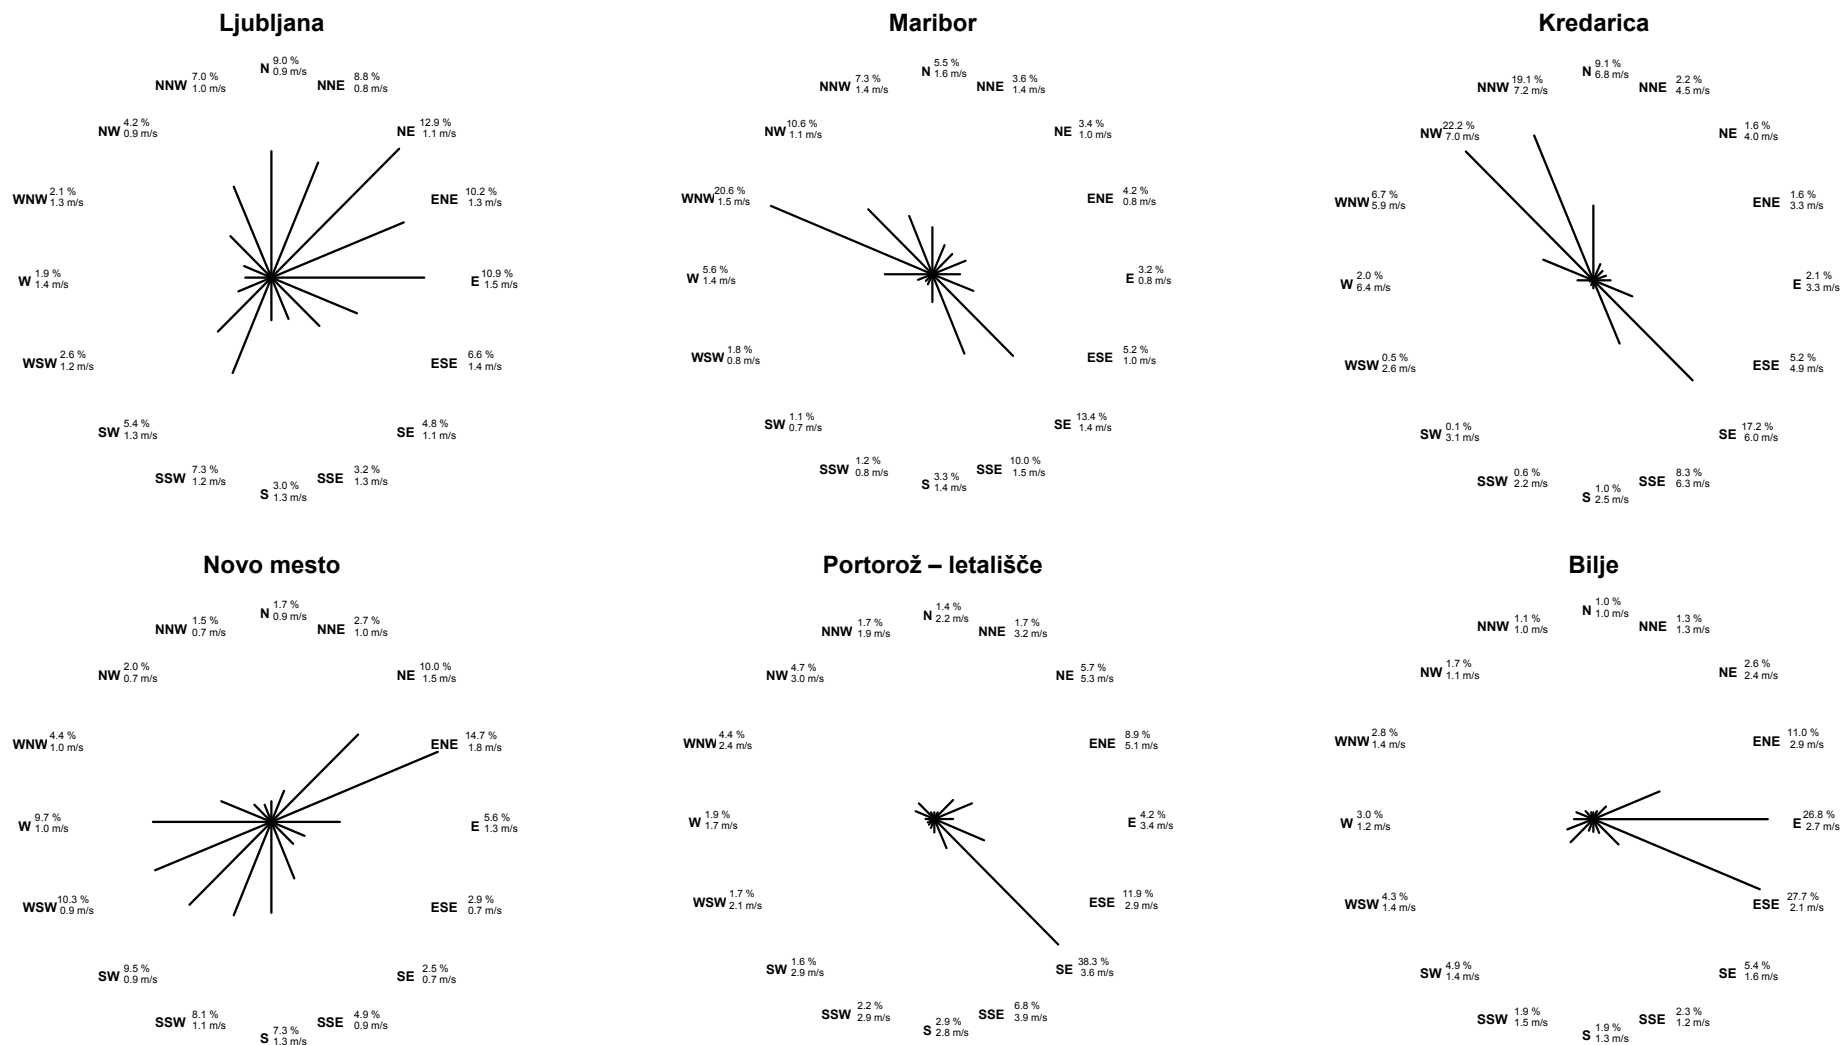 Ljubljana
N 9.0 %
0.9 m/s
NNE 8.8 %
0.8 m/s
NE 12.9 %
1.1 m/s
ENE 10.2 %
1.3 m/s
E 10.9 %
1.5 m/s
ESE 6.6 %
1.4 m/s
SE 4.8 %
1.1 m/s
SSE 3.2 %
1.3 m/s
S 3.0 %
1.3 m/s
SSW 7.3 %
1.2 m/s
SW 5.4 %
1.3 m/s
WSW 2.6 %
1.2 m/s
W 1.9 %
1.4 m/s
WNW 2.1 %
1.3 m/s
NW 4.2 %
0.9 m/s
NNW 7.0 %
1.0 m/s
Maribor
N 5.5 %
1.6 m/s
NNE 3.6 %
1.4 m/s
NE 3.4 %
1.0 m/s
ENE 4.2 %
0.8 m/s
E 3.2 %
0.8 m/s
ESE 5.2 %
1.0 m/s
SE 13.4 %
1.4 m/s
SSE 10.0 %
1.5 m/s
S 3.3 %
1.4 m/s
SSW 1.2 %
0.8 m/s
SW 1.1 %
0.7 m/s
WSW 1.8 %
0.8 m/s
W 5.6 %
1.4 m/s
WNW 20.6 %
1.5 m/s
NW 10.6 %
1.1 m/s
NNW 7.3 %
1.4 m/s
Kredarica
N 9.1 %
6.8 m/s
NNE 2.2 %
4.5 m/s
NE 1.6 %
4.0 m/s
ENE 1.6 %
3.3 m/s
E 2.1 %
3.3 m/s
ESE 5.2 %
4.9 m/s
SE 17.2 %
6.0 m/s
SSE 8.3 %
6.3 m/s
S 1.0 %
2.5 m/s
SSW 0.6 %
2.2 m/s
SW 0.1 %
3.1 m/s
WSW 0.5 %
2.6 m/s
W 2.0 %
6.4 m/s
WNW 6.7 %
5.9 m/s
NW 22.2 %
7.0 m/s
NNW 19.1 %
7.2 m/s
Novo mesto
N 1.7 %
0.9 m/s
NNE 2.7 %
1.0 m/s
NE 10.0 %
1.5 m/s
ENE 14.7 %
1.8 m/s
E 5.6 %
1.3 m/s
ESE 2.9 %
0.7 m/s
SE 2.5 %
0.7 m/s
SSE 4.9 %
0.9 m/s
S 7.3 %
1.3 m/s
SSW 8.1 %
1.1 m/s
SW 9.5 %
0.9 m/s
WSW 10.3 %
0.9 m/s
W 9.7 %
1.0 m/s
WNW 4.4 %
1.0 m/s
NW 2.0 %
0.7 m/s
NNW 1.5 %
0.7 m/s
Portorož – letališče
N 1.4 %
2.2 m/s
NNE 1.7 %
3.2 m/s
NE 5.7 %
5.3 m/s
ENE 8.9 %
5.1 m/s
E 4.2 %
3.4 m/s
ESE 11.9 %
2.9 m/s
SE 38.3 %
3.6 m/s
SSE 6.8 %
3.9 m/s
S 2.9 %
2.8 m/s
SSW 2.2 %
2.9 m/s
SW 1.6 %
2.9 m/s
WSW 1.7 %
2.1 m/s
W 1.9 %
1.7 m/s
WNW 4.4 %
2.4 m/s
NW 4.7 %
3.0 m/s
NNW 1.7 %
1.9 m/s
Bilje
N 1.0 %
1.0 m/s
NNE 1.3 %
1.3 m/s
NE 2.6 %
2.4 m/s
ENE 11.0 %
2.9 m/s
E 26.8 %
2.7 m/s
ESE 27.7 %
2.1 m/s
SE 5.4 %
1.6 m/s
SSE 2.3 %
1.2 m/s
S 1.9 %
1.3 m/s
SSW 1.9 %
1.5 m/s
SW 4.9 %
1.4 m/s
WSW 4.3 %
1.4 m/s
W 3.0 %
1.2 m/s
WNW 2.8 %
1.4 m/s
NW 1.7 %
1.1 m/s
NNW 1.1 %
1.0 m/s